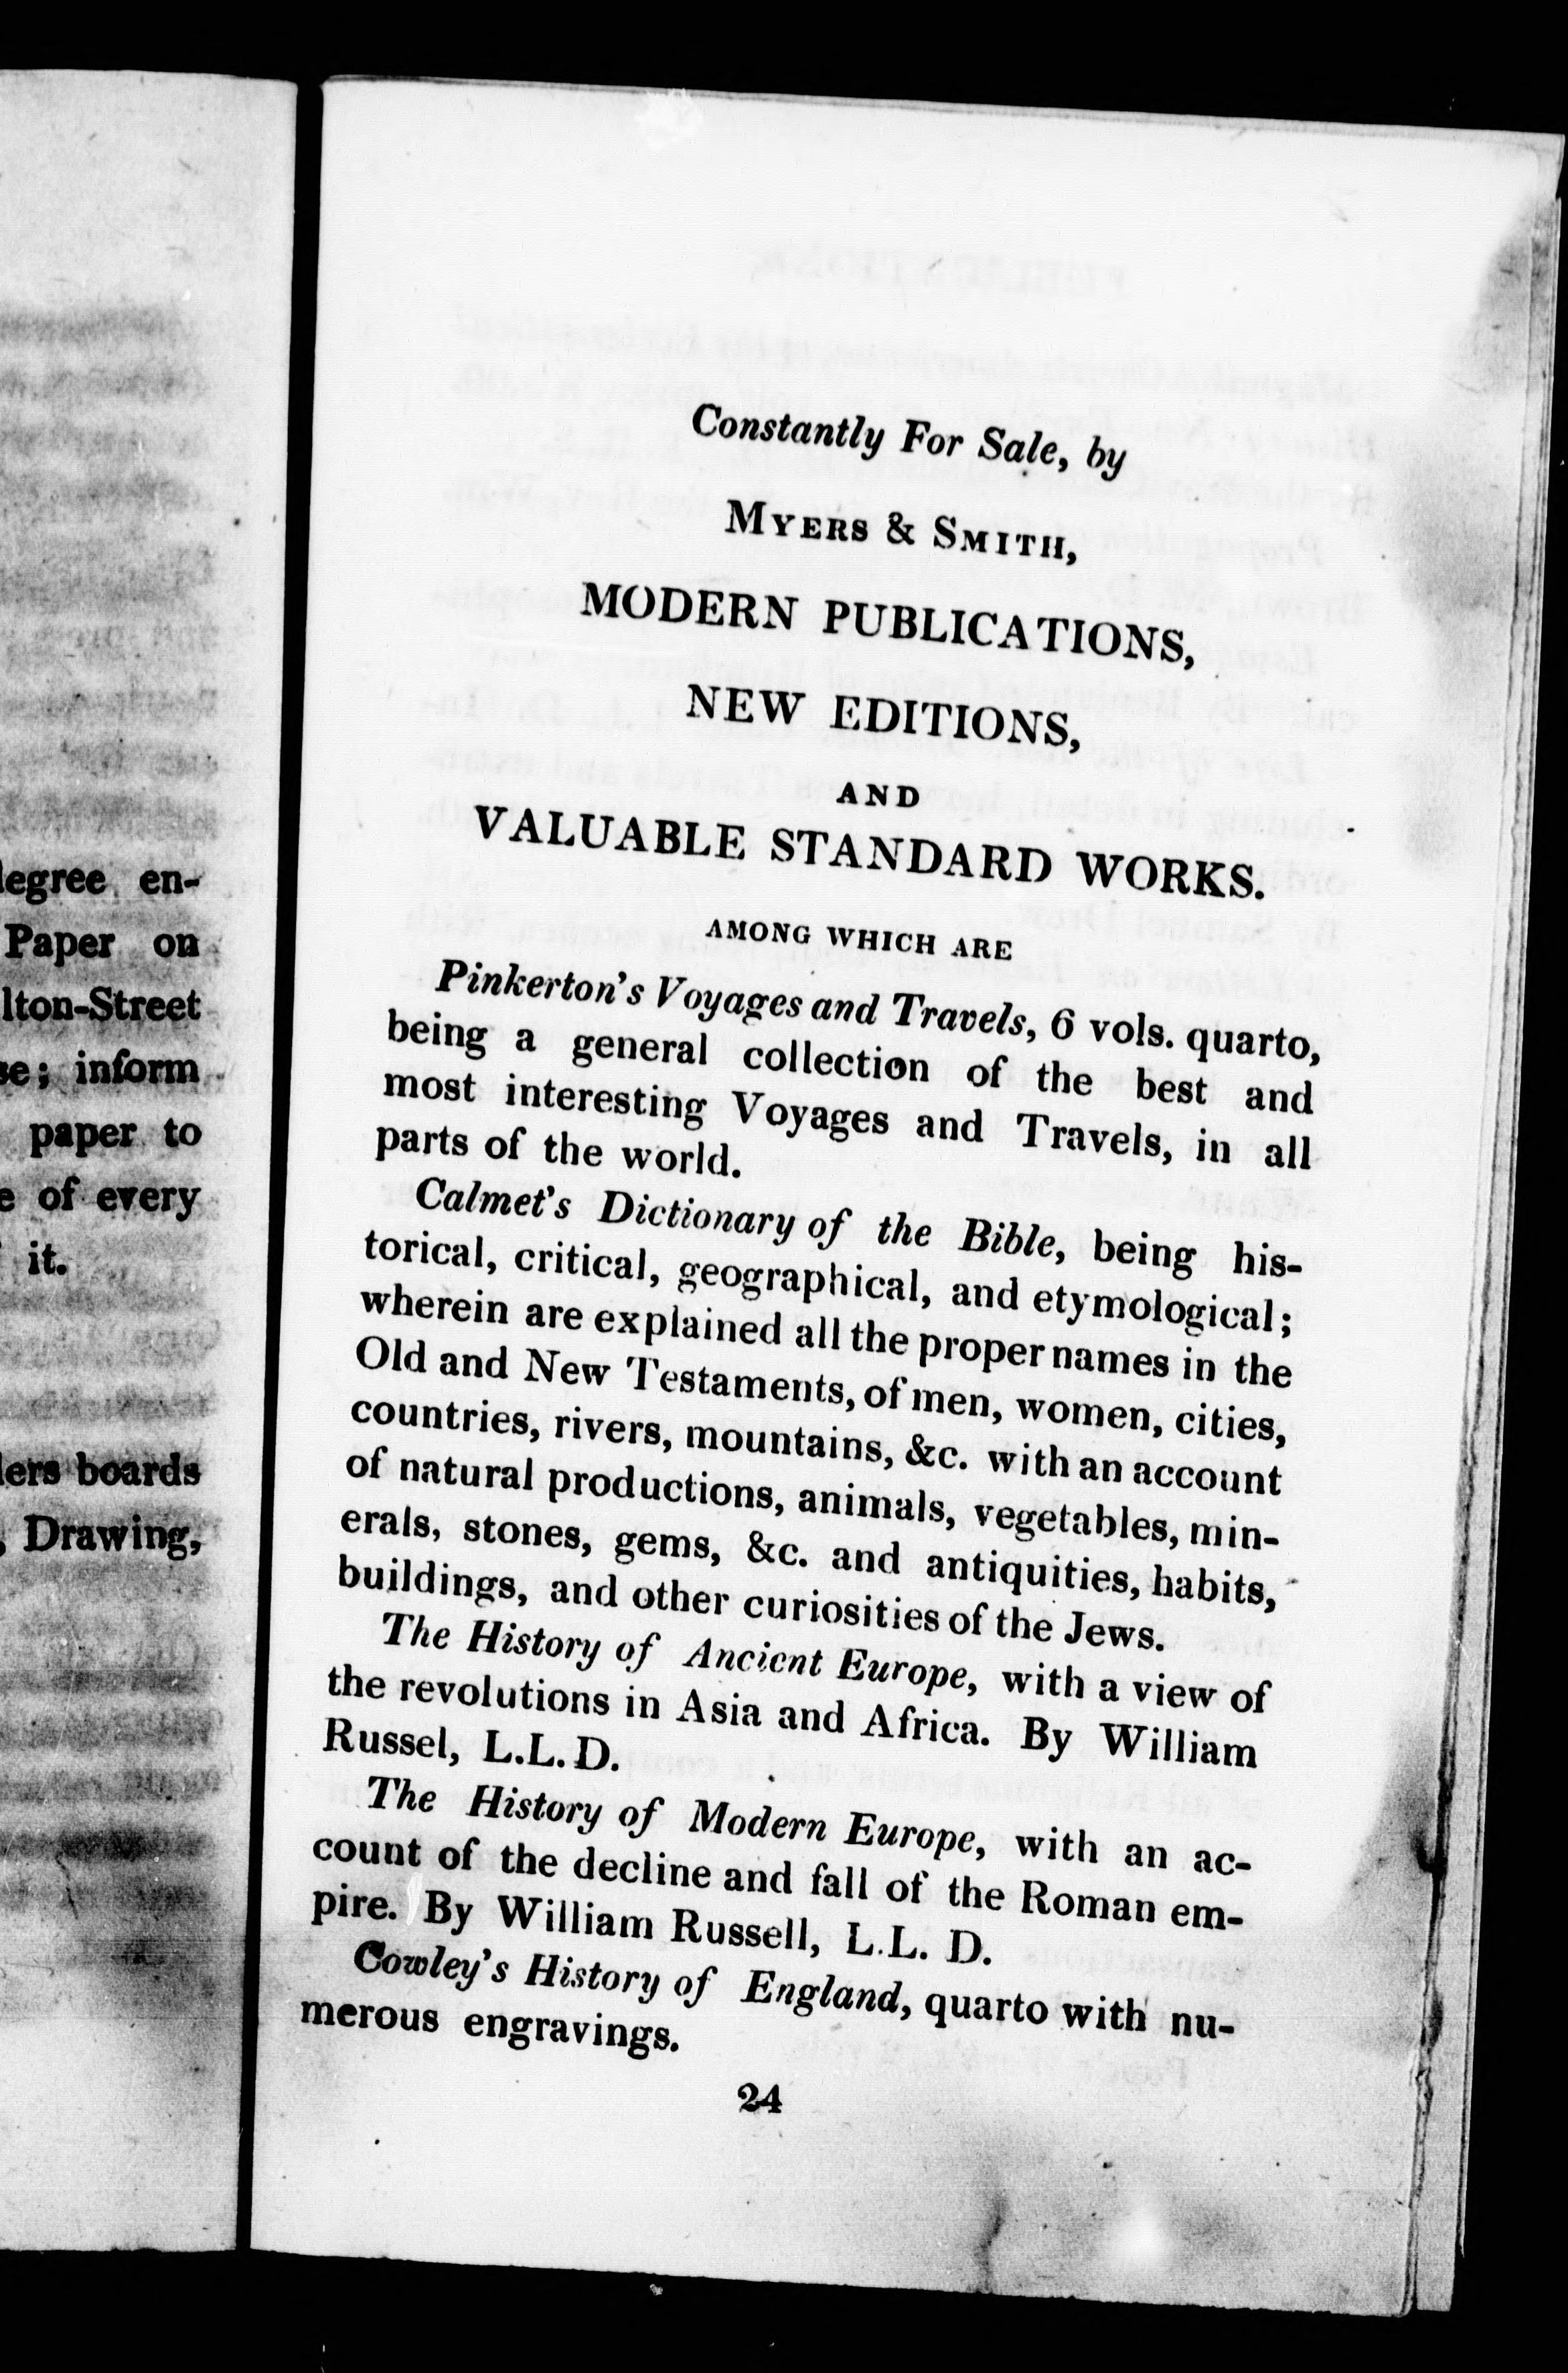 legree en-
Paper on
lton-Street
se; inform
paper to
e of every
it.
lers boards
, Drawing,
Constantly For Sale, by
MYERS & SMITH,
MODERN PUBLICATIONS,
NEW EDITIONS,
AND
VALUABLE STANDARD WORKS.
AMONG WHICH ARE
Pinkerton's Voyages and Travels, 6 vols. quarto,
being a general collection of the best and
most interesting Voyages and Travels, in all
parts of the world.
Calmet's Dictionary of the Bible, being his-
torical, critical, geographical, and etymological;
wherein are explained all the proper names in the
Old and New Testaments, of men, women, cities,
countries, rivers, mountains, &c. with an account
of natural productions, animals, vegetables, min-
erals, stones, gems, &c. and antiquities, habits,
buildings, and other curiosities of the Jews.
The History of Ancient Europe, with a view of
the revolutions in Asia and Africa. By William
Russel, L.L.D.
The History of Modern Europe, with an ac-
count of the decline and fall of the Roman em-
pire. By William Russell, L.L. D.
Cowley's History of England, quarto with nu-
merous engravings.
24